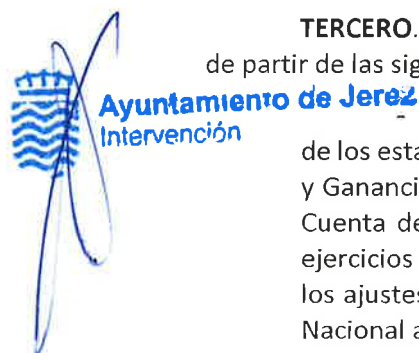 TERCERO.
de partir de las sig
Ayuntamiento de Jerez
Intervención
de los esta
y Gananci
Cuenta de
ejercicios
los ajustes
Nacional a